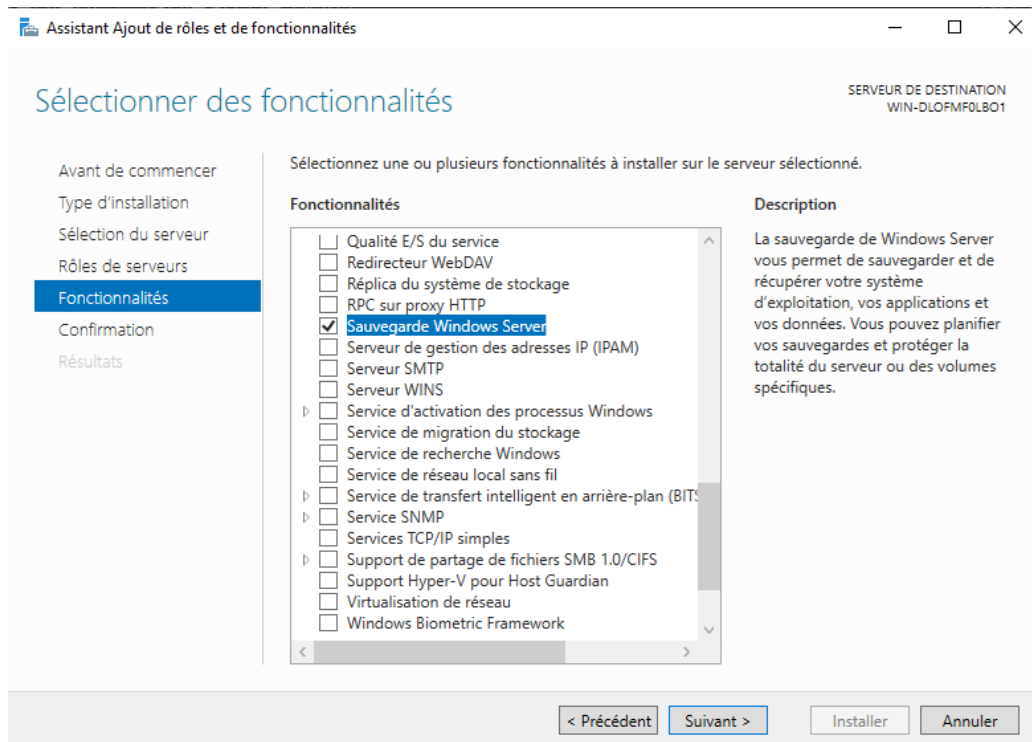 Assistant Ajout de rôles et de fonctionnalités
Sélectionner des fonctionnalités
SERVEUR DE DESTINATION
WIN-DLOFMF0LBO1
Avant de commencer
Type d'installation
Sélection du serveur
Rôles de serveurs
Fonctionnalités
Confirmation
Résultats
Sélectionnez une ou plusieurs fonctionnalités à installer sur le serveur sélectionné.
Fonctionnalités
Qualité E/S du service
Redirecteur WebDAV
Réplica du système de stockage
RPC sur proxy HTTP
Sauvegarde Windows Server
Serveur de gestion des adresses IP (IPAM)
Serveur SMTP
Serveur WINS
Service d'activation des processus Windows
Service de migration du stockage
Service de recherche Windows
Service de réseau local sans fil
Service de transfert intelligent en arrière-plan (BITS
Service SNMP
Services TCP/IP simples
Support de partage de fichiers SMB 1.0/CIFS
Support Hyper-V pour Host Guardian
Virtualisation de réseau
Windows Biometric Framework
Description
La sauvegarde de Windows Server
vous permet de sauvegarder et de
récupérer votre système
d'exploitation, vos applications et
vos données. Vous pouvez planifier
vos sauvegardes et protéger la
totalité du serveur ou des volumes
spécifiques.
< Précédent
Suivant >
Installer
Annuler